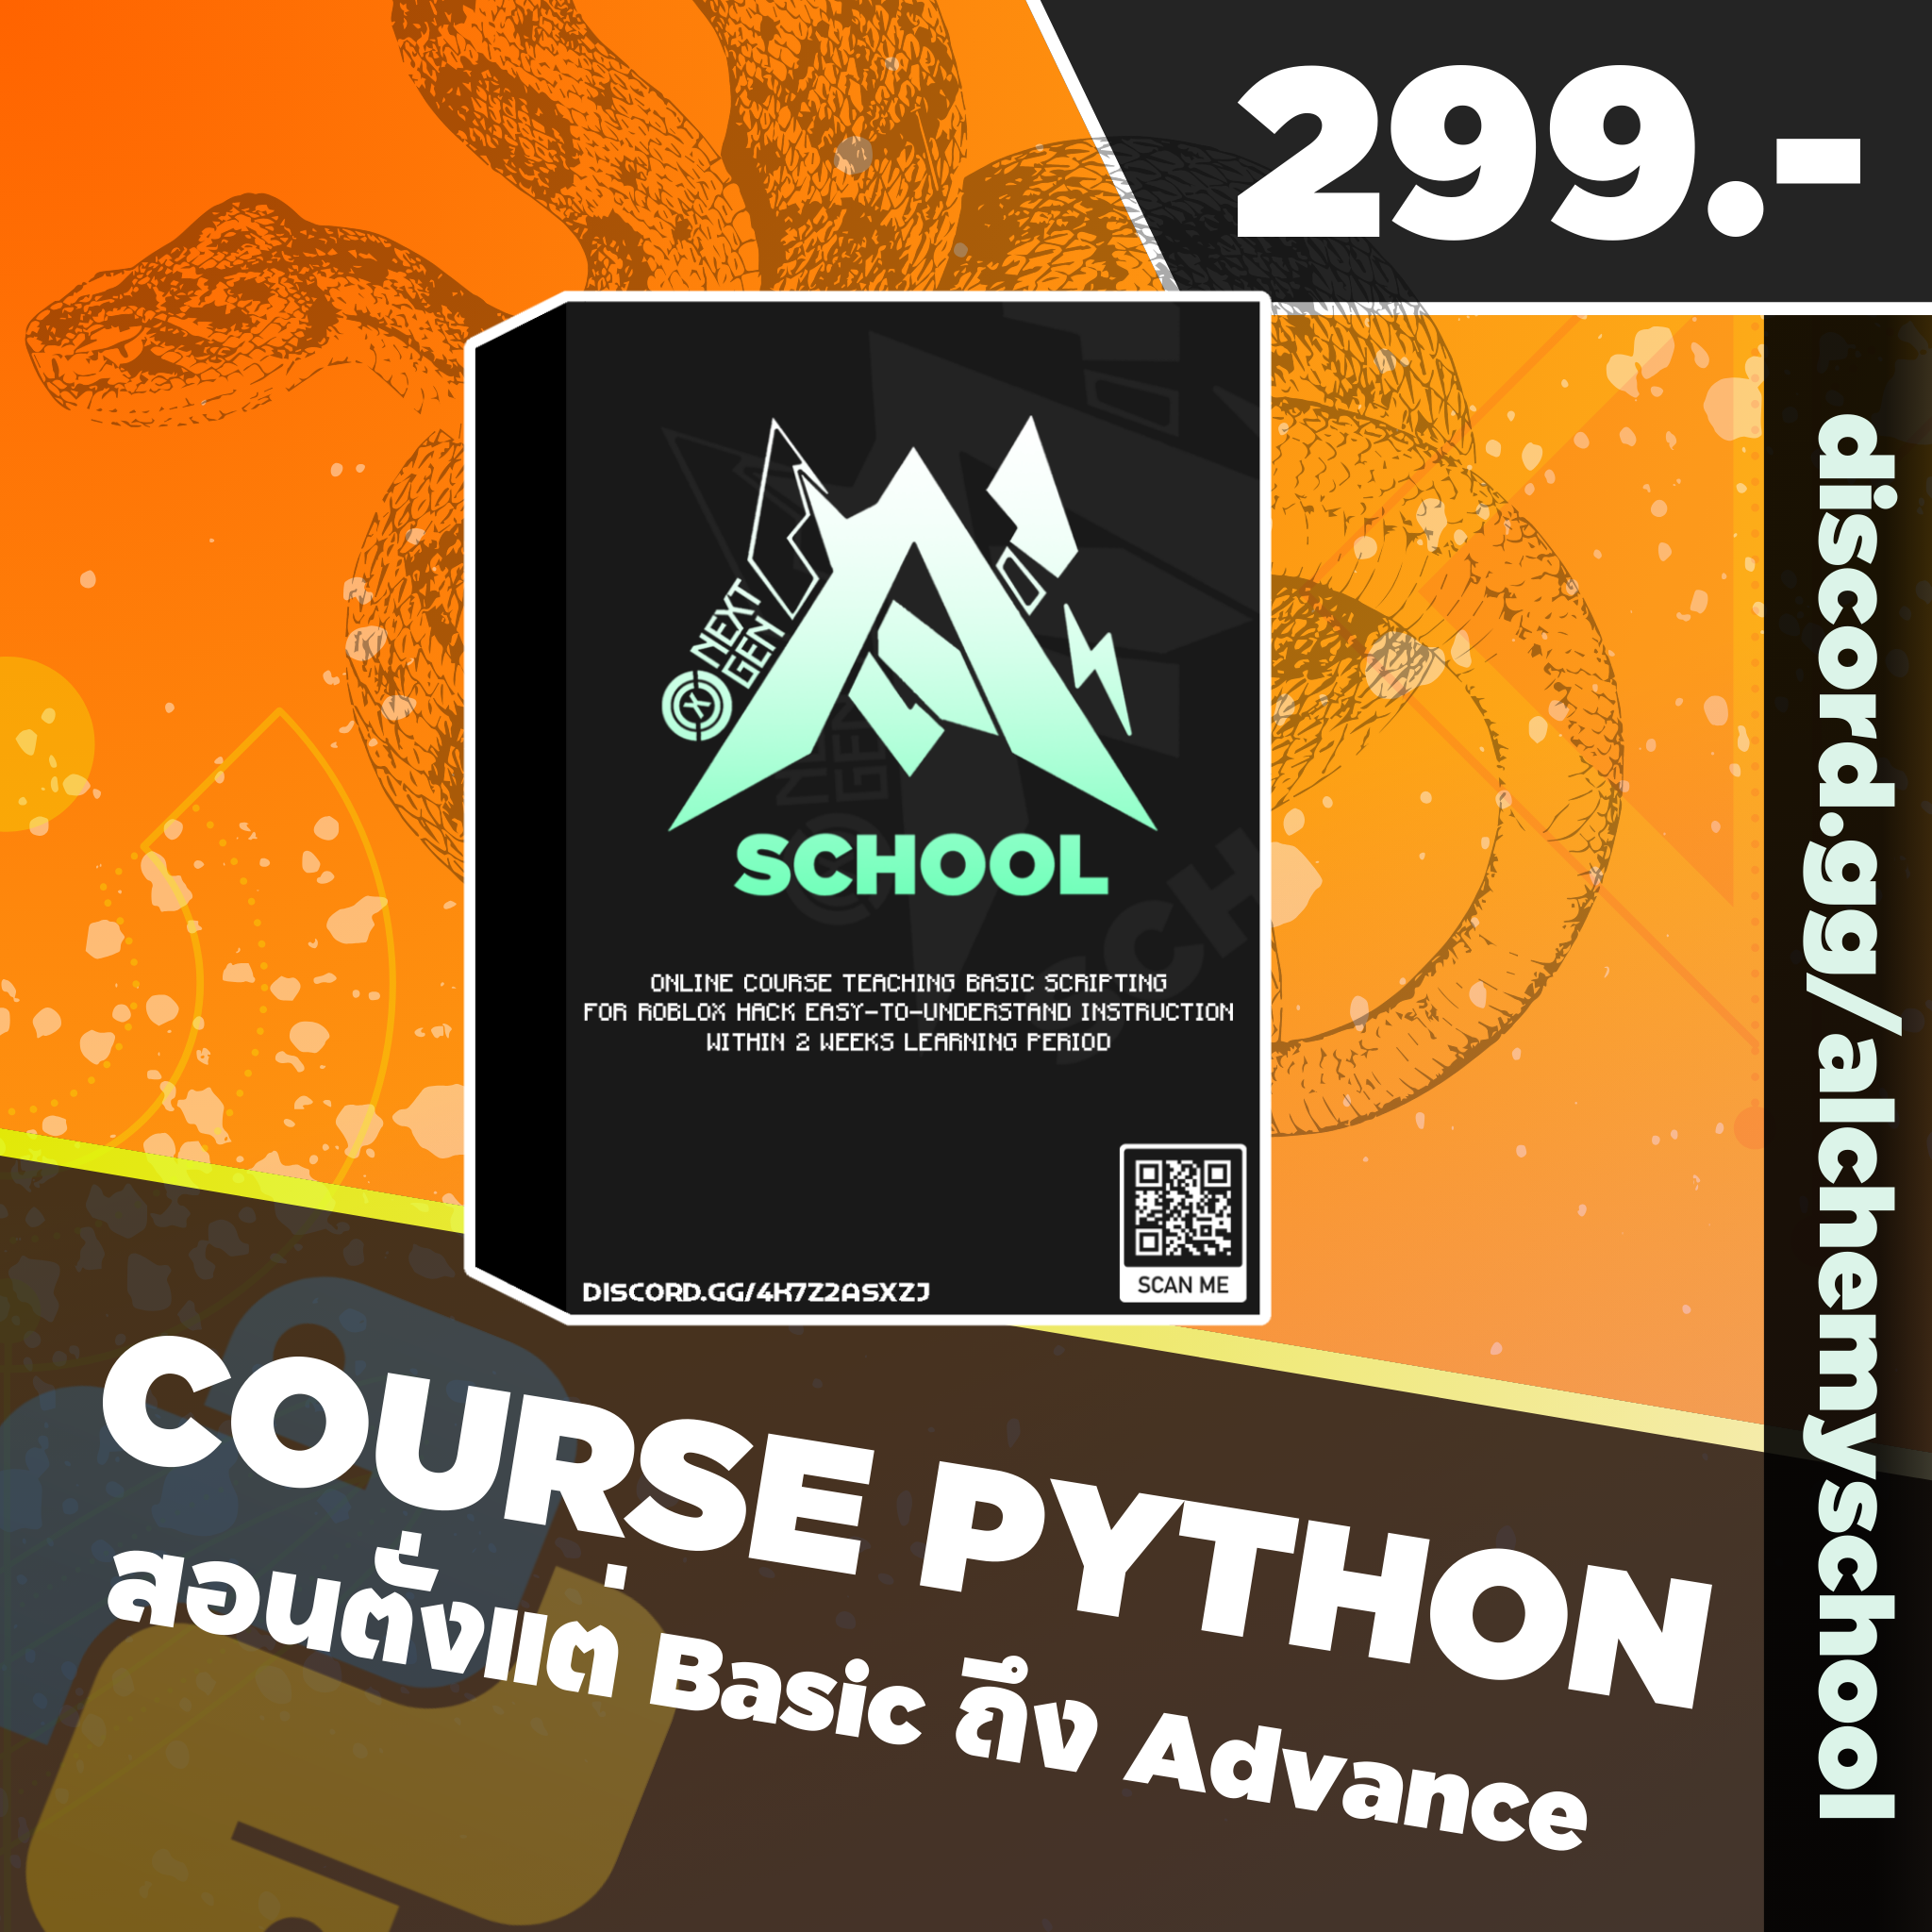 299.-
NEXT
GEN
X
SCHOOL
ONLINE COURSE TEACHING BASIC SCRIPTING
FOR ROBLOX HACK EASY-TO-UNDERSTAND INSTRUCTION
WITHIN 2 WEEKS LEARNING PERIOD
SCAN ME
DISCORD.GG/4K7Z2ASXZJ
discord.gg/alchemyschool
COURSE PYTHON
สอนตั้งแต่ Basic ถึง Advance